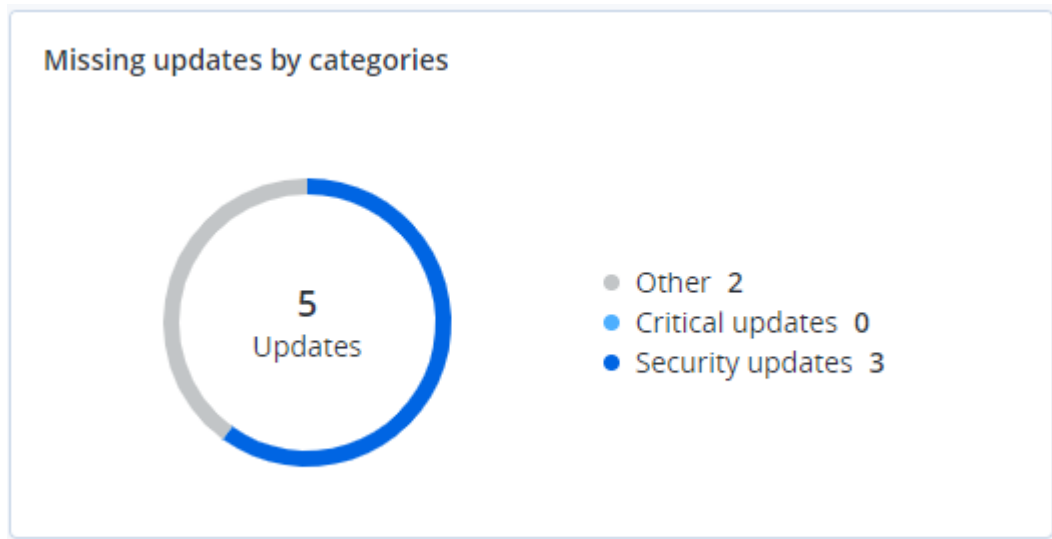 Missing updates by categories
5
Updates
Other 2
Critical updates 0
Security updates 3